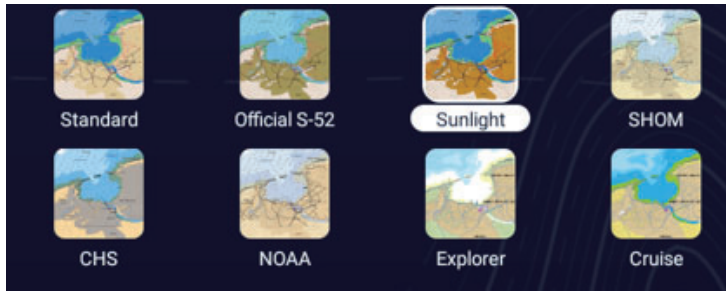 Standard
Official S-52
Sunlight
SHOM
CHS
NOAA
Explorer
Cruise